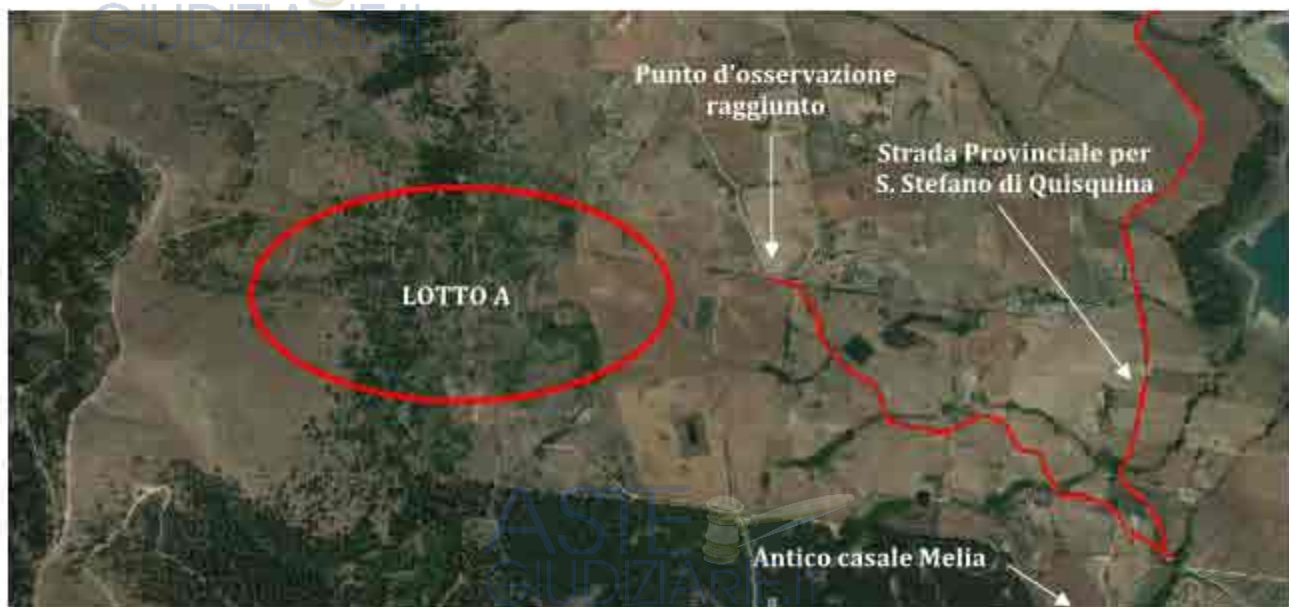 GIUDIZIARIE.it
Punto d'osservazione
raggiunto
Strada Provinciale per
S. Stefano di Quisquina
LOTTO A
ASTE
GIUDIZIARIE.it
Antico casale Melia